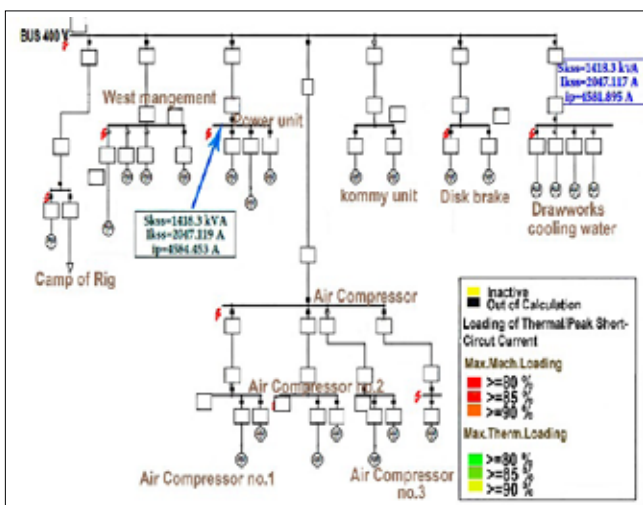 BUS 400 V
Skss=1418.3 kVA
Ikss=2047.117 A
ip=4581.895 A
West mangement
Power unit
kommy unit
Disk brake
Drawworks
cooling water
Skss=1418.3 kVA
Ikss=2047.119 A
ip=4584.453 A
Camp of Rig
Air Compressor
Inactive
Out of Calculation
Loading of Thermal/Peak Short-
Circut Current
Max.Mech.Loading
>=80 %
>=85 %
>=90 %
Max.Therm.Loading
>=80 %
>=85 %
>=90 %
Air Compressor no.2
Air Compressor no.1
Air Compressor
no.3